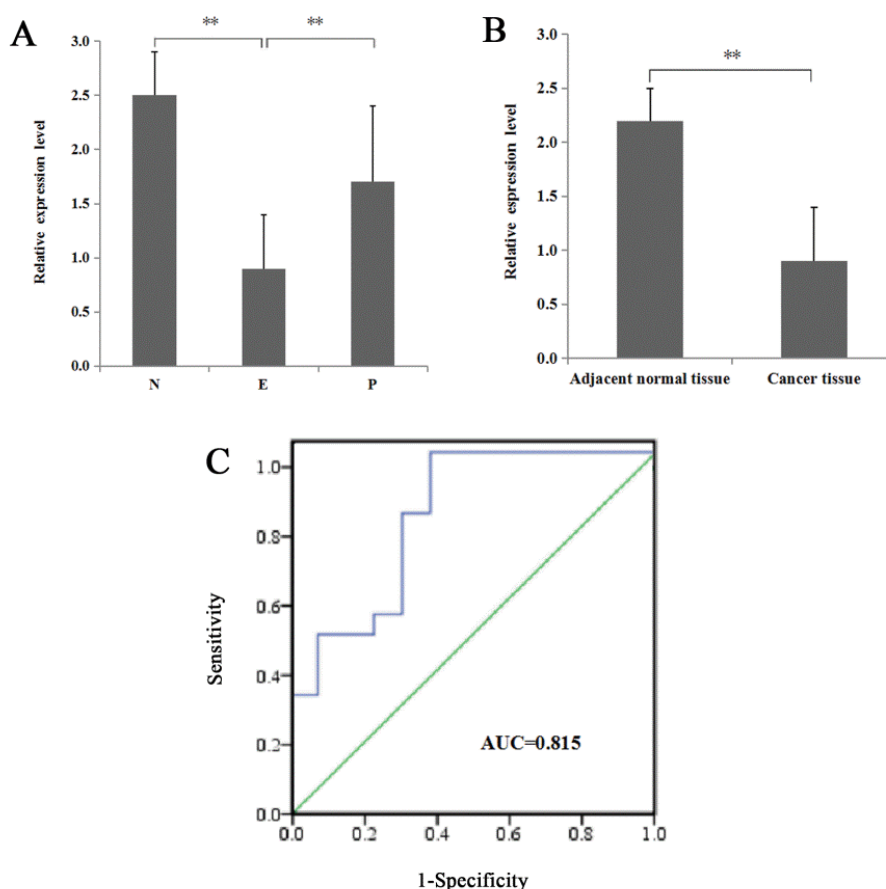 A
**
**
Relative expression level
3.0
2.5
2.0
1.5
1.0
0.5
0.0
N
E
P
B
**
Relative espression level
3.0
2.5
2.0
1.5
1.0
0.5
0.0
Adjacent normal tissue
Cancer tissue
C
Sensitivity
1.0
0.8
0.6
0.4
0.2
0.0
AUC=0.815
0.0
0.2
0.4
0.6
0.8
1.0
1-Specificity